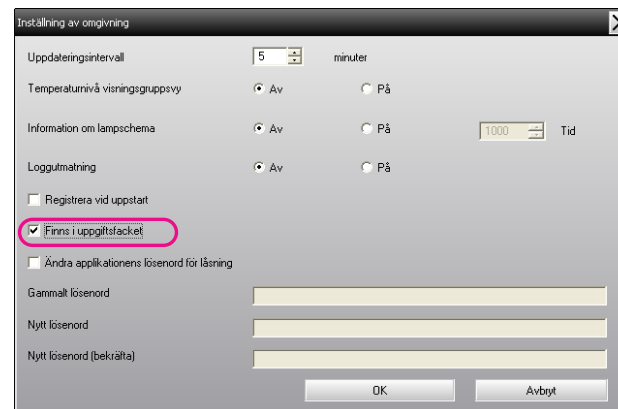 Inställning av omgivning
Uppdateringsintervall 5 minuter
Temperaturnivå visningsgruppsvy Av På
Information om lampschema Av På 1000 Tid
Loggutmatning Av På
Registrera vid uppstart
Finns i uppgiftsfacket
Ändra applikationens lösenord för låsning
Gammalt lösenord
Nytt lösenord
Nytt lösenord (bekräfta)
OK Avbryt